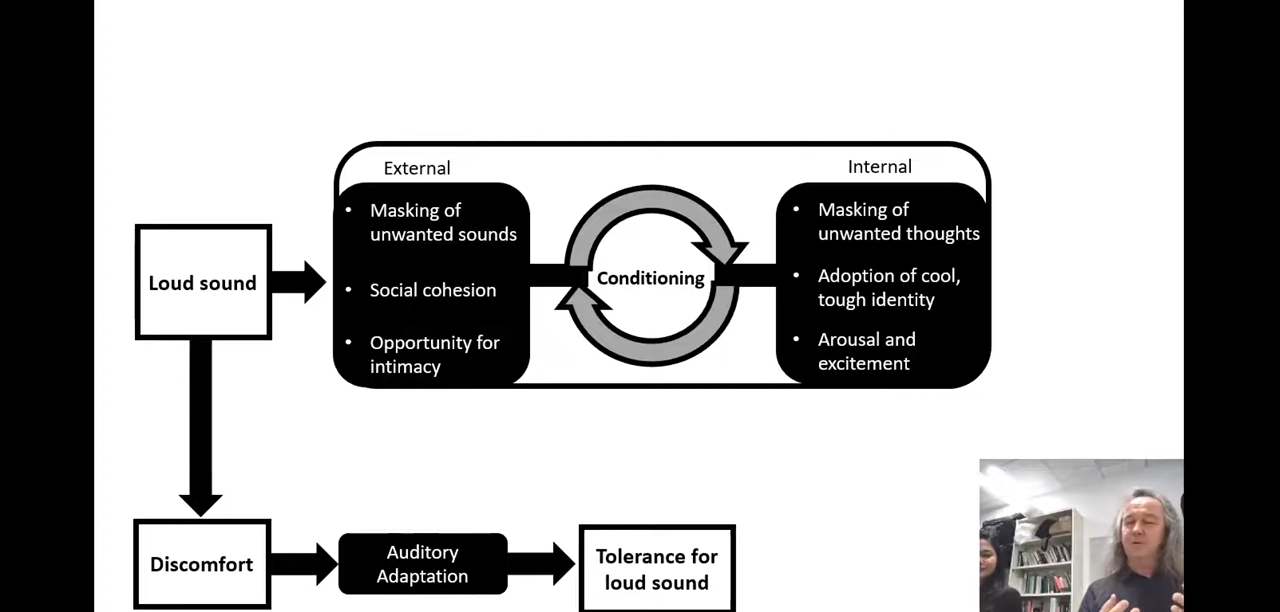 External
Internal
Masking of
unwanted sounds
Social cohesion
Opportunity for
intimacy
Loud sound
Conditioning
Masking of
unwanted thoughts
Adoption of cool,
tough identity
Arousal and
excitement
Discomfort
Auditory
Adaptation
Tolerance for
loud sound